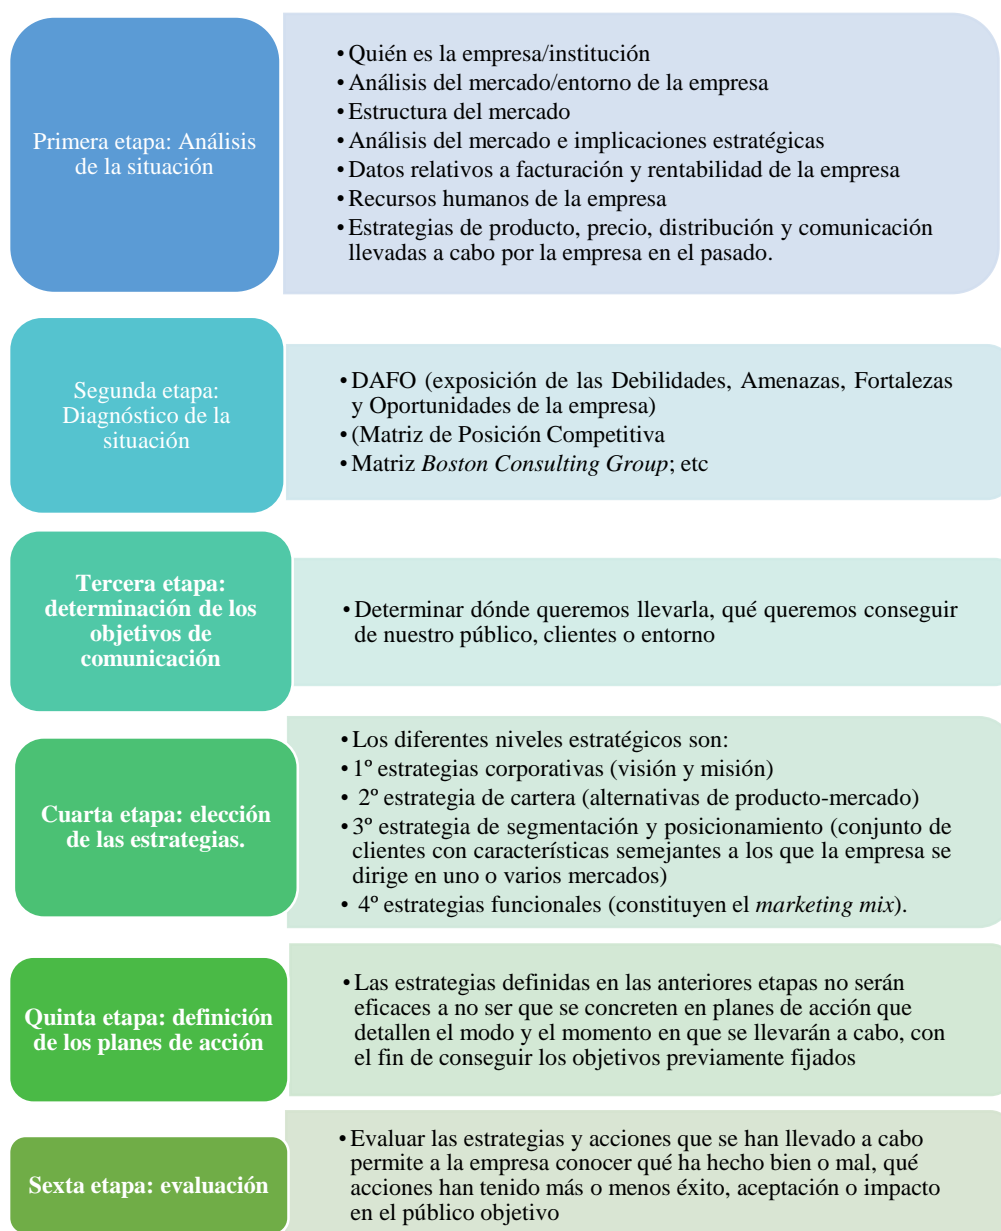 Primera etapa: Análisis
de la situación
• Quién es la empresa/institución
• Análisis del mercado/entorno de la empresa
• Estructura del mercado
• Análisis del mercado e implicaciones estratégicas
• Datos relativos a facturación y rentabilidad de la empresa
• Recursos humanos de la empresa
• Estrategias de producto, precio, distribución y comunicación
llevadas a cabo por la empresa en el pasado.
Segunda etapa:
Diagnóstico de la
situación
• DAFO (exposición de las Debilidades, Amenazas, Fortalezas
y Oportunidades de la empresa)
• (Matriz de Posición Competitiva
• Matriz Boston Consulting Group; etc
Tercera etapa:
determinación de los
objetivos de
comunicación
• Determinar dónde queremos llevarla, qué queremos conseguir
de nuestro público, clientes o entorno
Cuarta etapa: elección
de las estrategias.
• Los diferentes niveles estratégicos son:
• 1º estrategias corporativas (visión y misión)
• 2º estrategia de cartera (alternativas de producto-mercado)
• 3º estrategia de segmentación y posicionamiento (conjunto de
clientes con características semejantes a los que la empresa se
dirige en uno o varios mercados)
• 4º estrategias funcionales (constituyen el marketing mix).
Quinta etapa: definición
de los planes de acción
• Las estrategias definidas en las anteriores etapas no serán
eficaces a no ser que se concreten en planes de acción que
detallen el modo y el momento en que se llevarán a cabo, con
el fin de conseguir los objetivos previamente fijados
Sexta etapa: evaluación
• Evaluar las estrategias y acciones que se han llevado a cabo
permite a la empresa conocer qué ha hecho bien o mal, qué
acciones han tenido más o menos éxito, aceptación o impacto
en el público objetivo